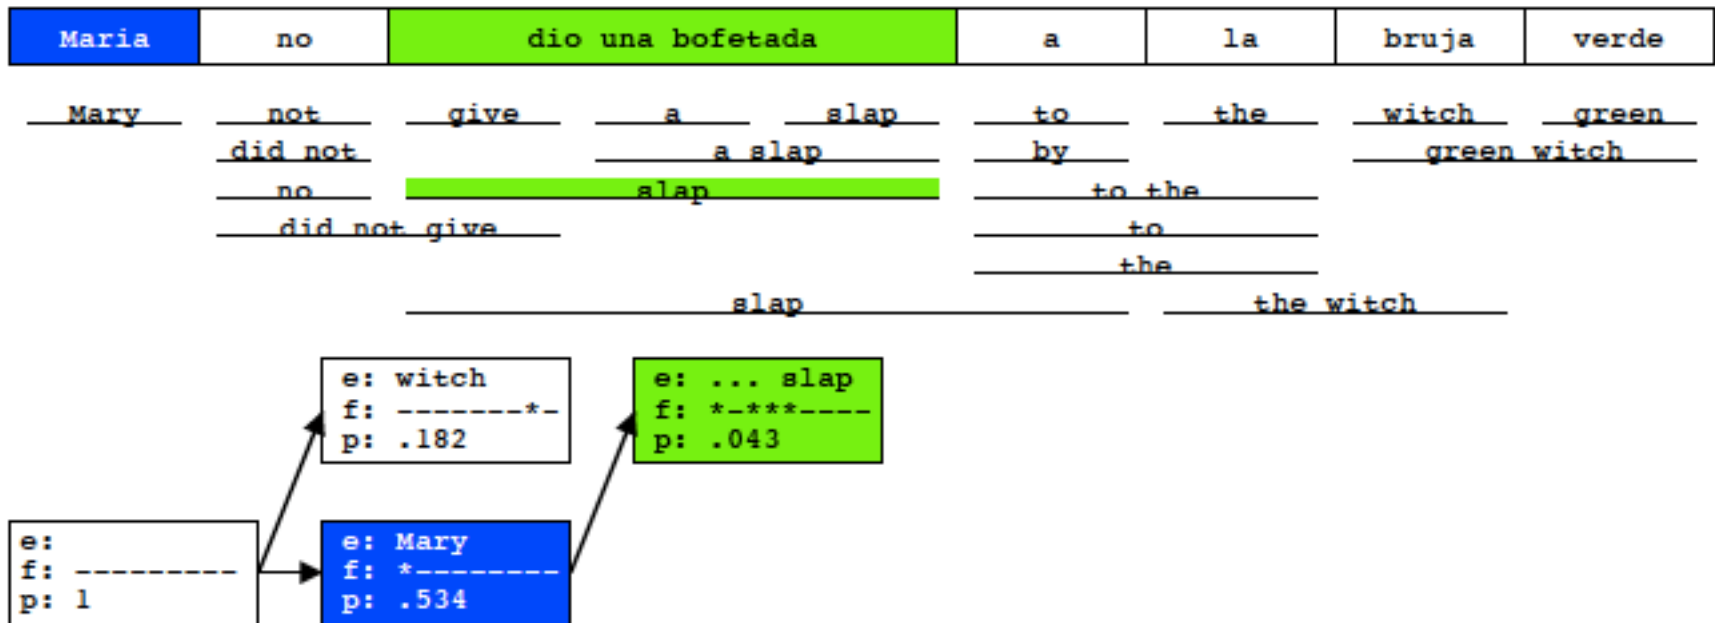 Maria no dio una bofetada a la bruja verde
Mary not give a slap to the witch green
did not a slap by green witch
no slap to the
did not give to
the
slap the witch
e: witch
f: -------*-
p: .182
e: ... slap
f: *-***----
p: .043
e:
f: ---------
p: 1
e: Mary
f: *--------
p: .534